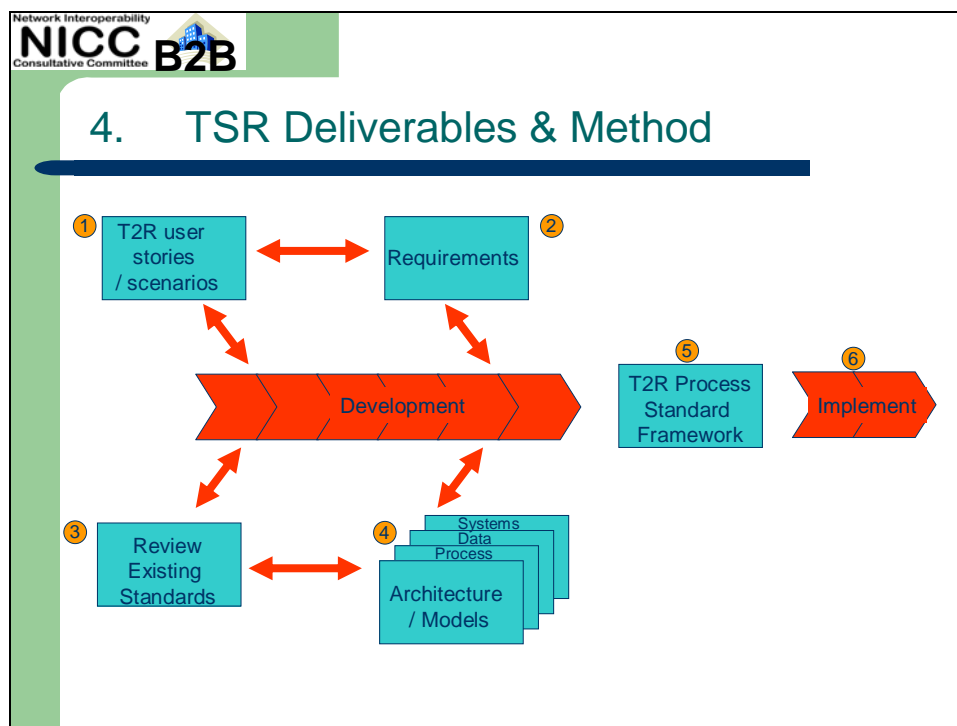 Network Interoperability
NICC
Consultative Committee
B2B
4. TSR Deliverables & Method
1
T2R user
stories
/ scenarios
2
Requirements
Development
5
T2R Process
Standard
Framework
6
Implement
3
Review
Existing
Standards
4
Systems
Data
Process
Architecture
/ Models